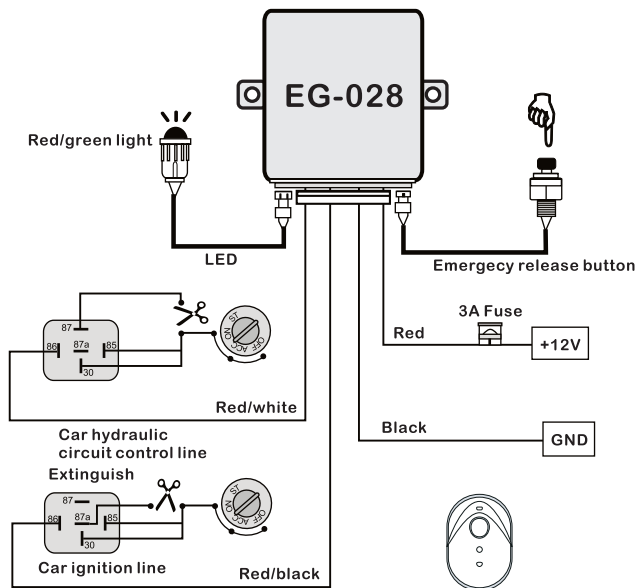 EG-028
Red/green light
LED
Emergecy release button
3A Fuse
Red
+12V
87
86
87a
85
30
ST
ON
ACC
OFF
Red/white
Black
GND
Car hydraulic
circuit control line
Extinguish
87
86
87a
85
30
ST
ON
ACC
OFF
Car ignition line
Red/black